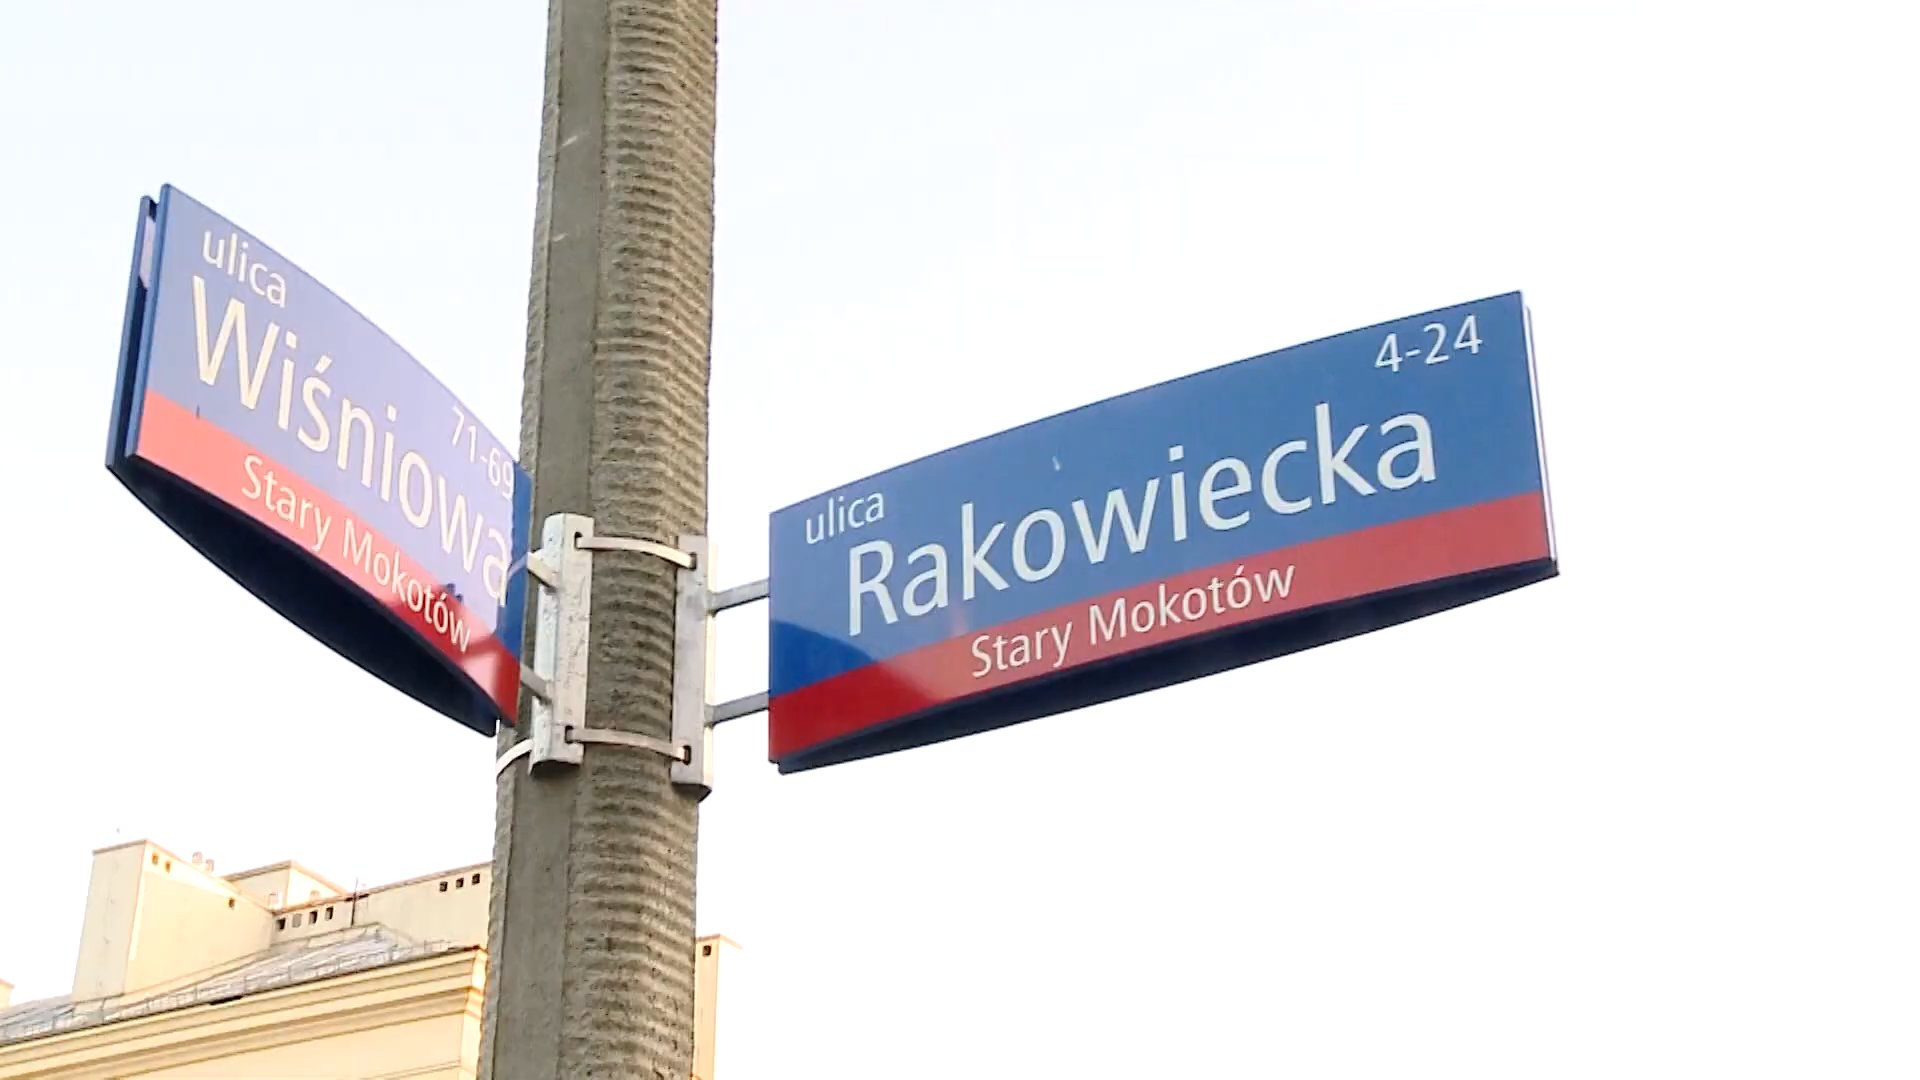 ulica
Wiśniowa
71-69
Stary Mokotów
4-24
ulica
Rakowiecka
Stary Mokotów